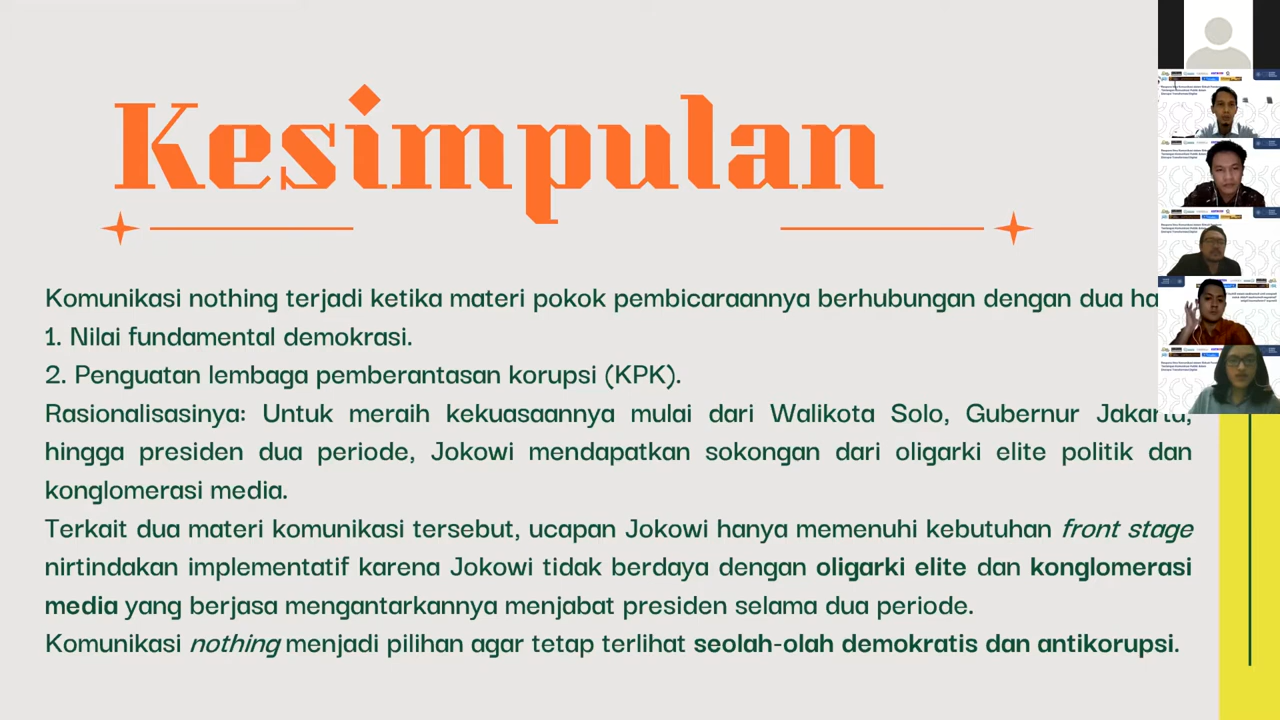 Kesimpulan
Komunikasi nothing terjadi ketika materi pokok pembicaraannya berhubungan dengan dua
1. Nilai fundamental demokrasi.
2. Penguatan lembaga pemberantasan korupsi (KPK).
Rasionalisasinya: Untuk meraih kekuasaannya mulai dari Walikota Solo, Gubernur Jakarta,
hingga presiden dua periode, Jokowi mendapatkan sokongan dari oligarki elite politik dan
konglomerasi media.
Terkait dua materi komunikasi tersebut, ucapan Jokowi hanya memenuhi kebutuhan front stage
nirtindakan implementatif karena Jokowi tidak berdaya dengan oligarki elite dan konglomerasi
media yang berjasa mengantarkannya menjabat presiden selama dua periode.
Komunikasi nothing menjadi pilihan agar tetap terlihat seolah-olah demokratis dan antikorupsi.